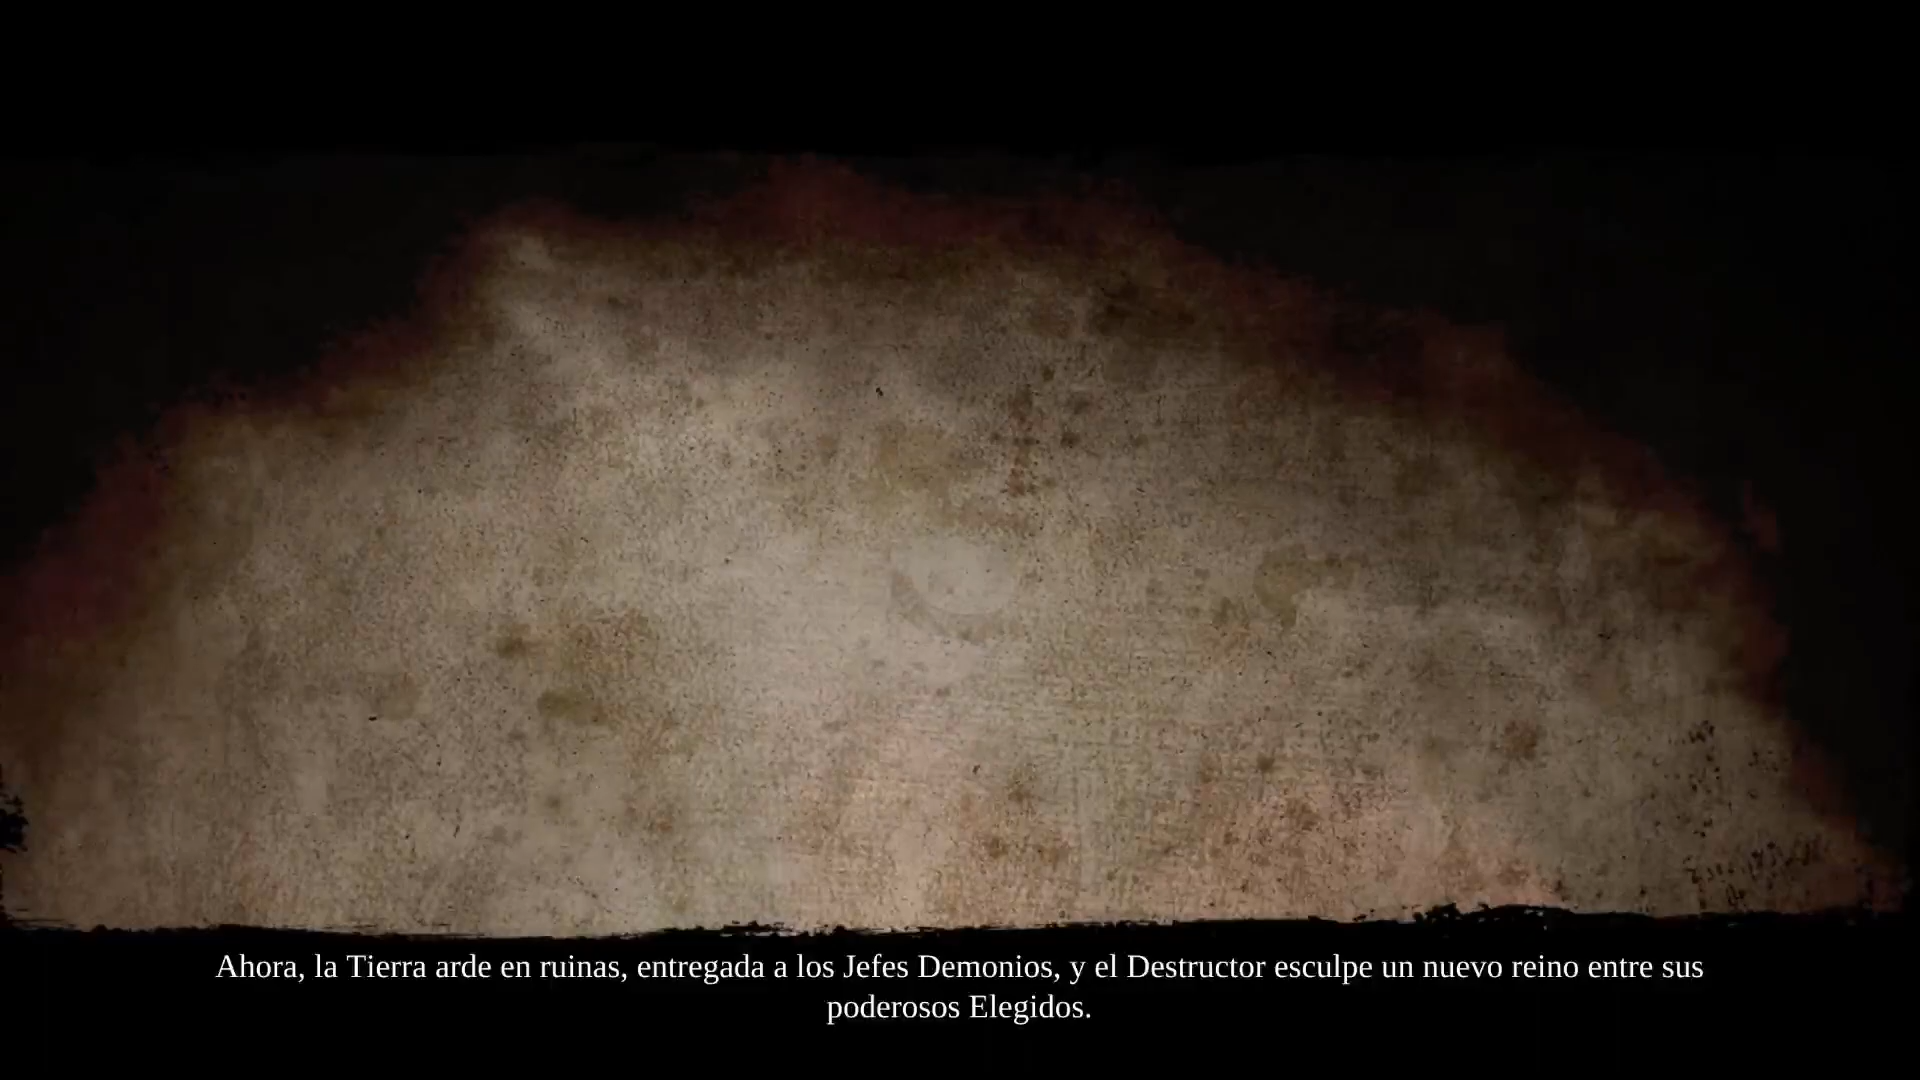 Ahora, la Tierra arde en ruinas, entregada a los Jefes Demonios, y el Destructor esculpe un nuevo reino entre sus
poderosos Elegidos.